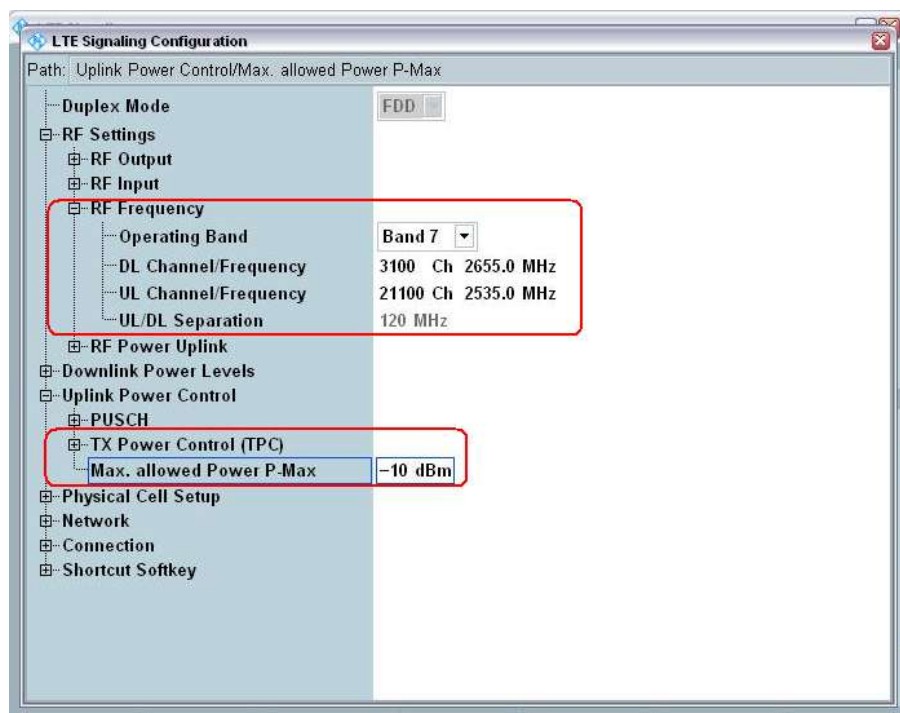 LTE Signaling Configuration
Path: Uplink Power Control/Max. allowed Power P-Max
Duplex Mode FDD
RF Settings
RF Output
RF Input
RF Frequency
Operating Band Band 7
DL Channel/Frequency 3100 Ch 2655.0 MHz
UL Channel/Frequency 21100 Ch 2535.0 MHz
UL/DL Separation 120 MHz
RF Power Uplink
Downlink Power Levels
Uplink Power Control
PUSCH
TX Power Control (TPC)
Max. allowed Power P-Max −10 dBm
Physical Cell Setup
Network
Connection
Shortcut Softkey